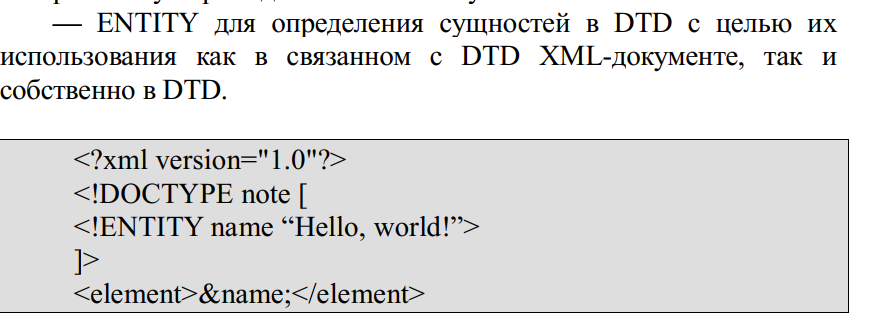 — ENTITY для определения сущностей в DTD с целью их
использования как в связанном с DTD XML-документе, так и
собственно в DTD.
<?xml version="1.0"?>
<!DOCTYPE note [
<!ENTITY name “Hello, world!”>
]>
<element>&name;</element>